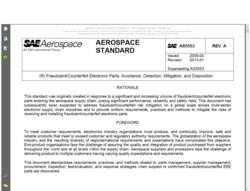 SAE Aerospace
An SAE International Group
AEROSPACE
STANDARD
SAE AS5553 REV. A
Issued 2009-04
Revised 2013-01
Superseding AS5553
(R) Fraudulent/Counterfeit Electronic Parts; Avoidance, Detection, Mitigation, and Disposition
RATIONALE
This standard was originally created in response to a significant and increasing volume of fraudulent/counterfeit electronic
parts entering the aerospace supply chain, posing significant performance, reliability and safety risks. This document has
subsequently been expanded to address fraudulent/counterfeit risk mitigation on a global scale across multi-sector
electronic supply chains and to provide uniform requirements, practices and methods to mitigate the risks of
receiving and installing fraudulent/counterfeit electronic parts.
FOREWORD
To meet customer requirements, electronic industry organizations must produce, and continually improve, safe and
reliable products that meet or exceed customer and regulatory authority requirements. The globalization of the aerospace
industry and the resulting diversity of regional/national requirements and expectations have complicated this objective.
End-product organizations face the challenge of assuring the quality and integration of product purchased from suppliers
throughout the world and at all levels within the supply chain. Aerospace suppliers and processors face the challenge of
delivering product to multiple customers having varying quality expectations and requirements.
This document standardizes requirements, practices, and methods related to: parts management, supplier management,
procurement, inspection, test/evaluation, and response strategies when suspect or confirmed fraudulent/counterfeit EEE
parts are discovered.